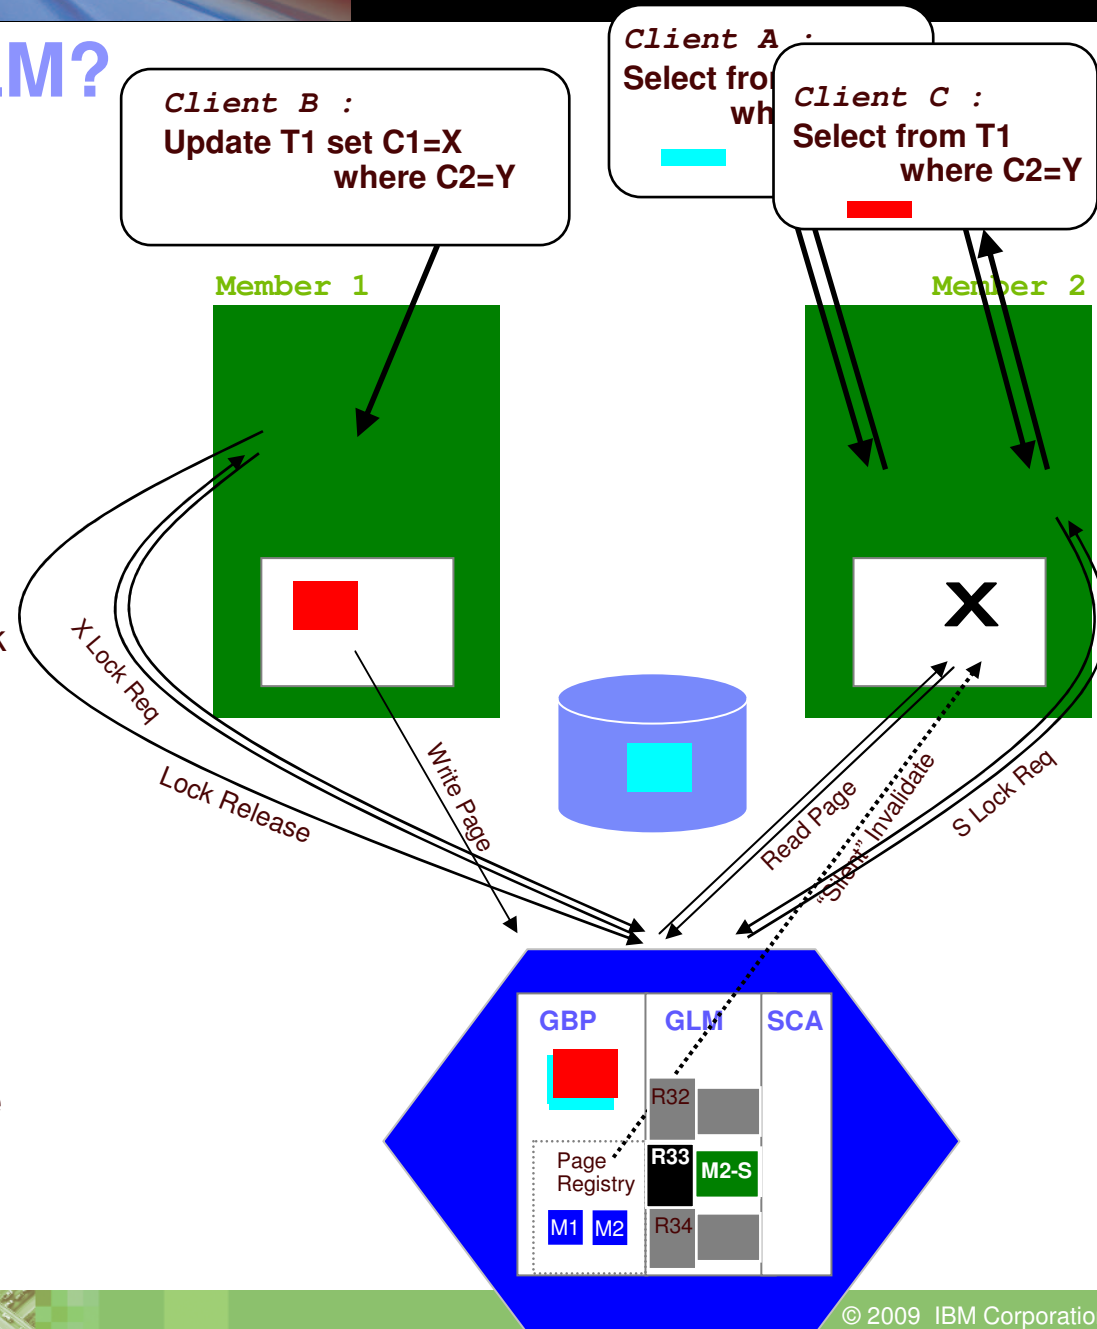 LM?
Client A :
Select from
wh
Client B :
Update T1 set C1=X
where C2=Y
Client C :
Select from T1
where C2=Y
Member 1
Member 2
X
X Lock Req
Lock Release
Write Page
Read Page
"Silent" Invalidate
S Lock Req
GBP
GLM
SCA
R32
R33
M2-S
R34
Page
Registry
M1
M2
© 2009 IBM Corporatio